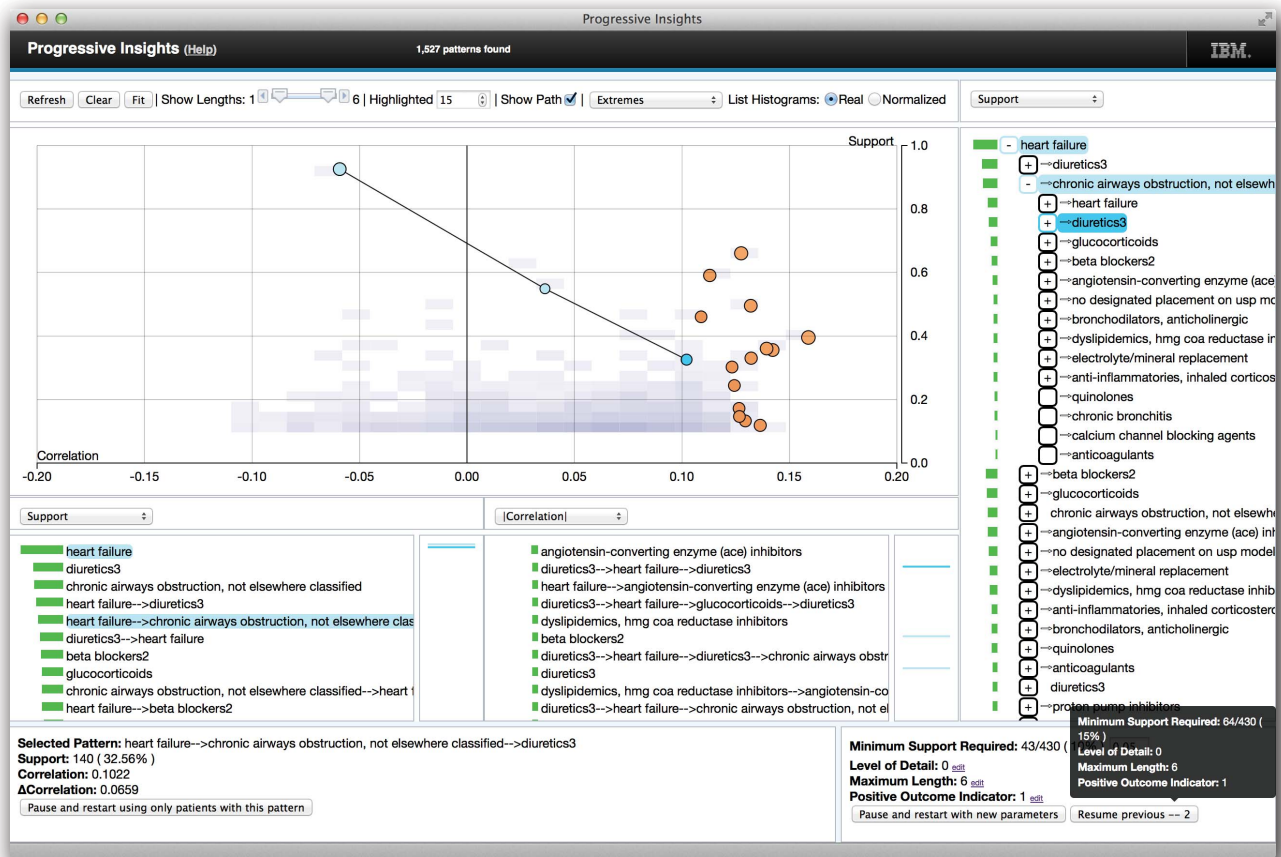 Progressive Insights
Progressive Insights (Help)
1,527 patterns found
IBM.
Refresh Clear Fit | Show Lengths: 1 6 | Highlighted 15 | Show Path | Extremes List Histograms: Real Normalized
Support
Support
1.0
0.8
0.6
0.4
0.2
0.0
Correlation
-0.20 -0.15 -0.10 -0.05 0.00 0.05 0.10 0.15 0.20
- heart failure
+ →diuretics3
- →chronic airways obstruction, not elsewh
+ →heart failure
+ →diuretics3
+ →glucocorticoids
+ →beta blockers2
+ →angiotensin-converting enzyme (ace
+ →no designated placement on usp mo
+ →bronchodilators, anticholinergic
+ →dyslipidemics, hmg coa reductase in
+ →electrolyte/mineral replacement
+ →anti-inflammatories, inhaled corticos
→quinolones
→chronic bronchitis
→calcium channel blocking agents
→anticoagulants
+ →beta blockers2
+ →glucocorticoids
+ chronic airways obstruction, not elsewhe
+ →angiotensin-converting enzyme (ace) inh
+ →no designated placement on usp model
+ →electrolyte/mineral replacement
+ →dyslipidemics, hmg coa reductase inhib
+ →anti-inflammatories, inhaled corticostero
+ →bronchodilators, anticholinergic
+ →quinolones
+ →anticoagulants
+ diuretics3
+ →proton pump inhibitors
Support
heart failure
diuretics3
chronic airways obstruction, not elsewhere classified
heart failure-->diuretics3
heart failure-->chronic airways obstruction, not elsewhere clas
diuretics3-->heart failure
beta blockers2
glucocorticoids
chronic airways obstruction, not elsewhere classified-->heart f
heart failure-->beta blockers2
|Correlation|
angiotensin-converting enzyme (ace) inhibitors
diuretics3-->heart failure-->diuretics3
heart failure-->angiotensin-converting enzyme (ace) inhibitors
diuretics3-->heart failure-->glucocorticoids-->diuretics3
dyslipidemics, hmg coa reductase inhibitors
beta blockers2
diuretics3-->heart failure-->diuretics3-->chronic airways obstr
diuretics3
dyslipidemics, hmg coa reductase inhibitors-->angiotensin-co
diuretics3-->heart failure-->chronic airways obstruction, not el
Selected Pattern: heart failure-->chronic airways obstruction, not elsewhere classified-->diuretics3
Support: 140 ( 32.56% )
Correlation: 0.1022
ΔCorrelation: 0.0659
Pause and restart using only patients with this pattern
Minimum Support Required: 43/430 (
Level of Detail: 0 edit
Maximum Length: 6 edit
Positive Outcome Indicator: 1 edit
Pause and restart with new parameters Resume previous -- 2
Minimum Support Required: 64/430 (
15% )
Level of Detail: 0
Maximum Length: 6
Positive Outcome Indicator: 1